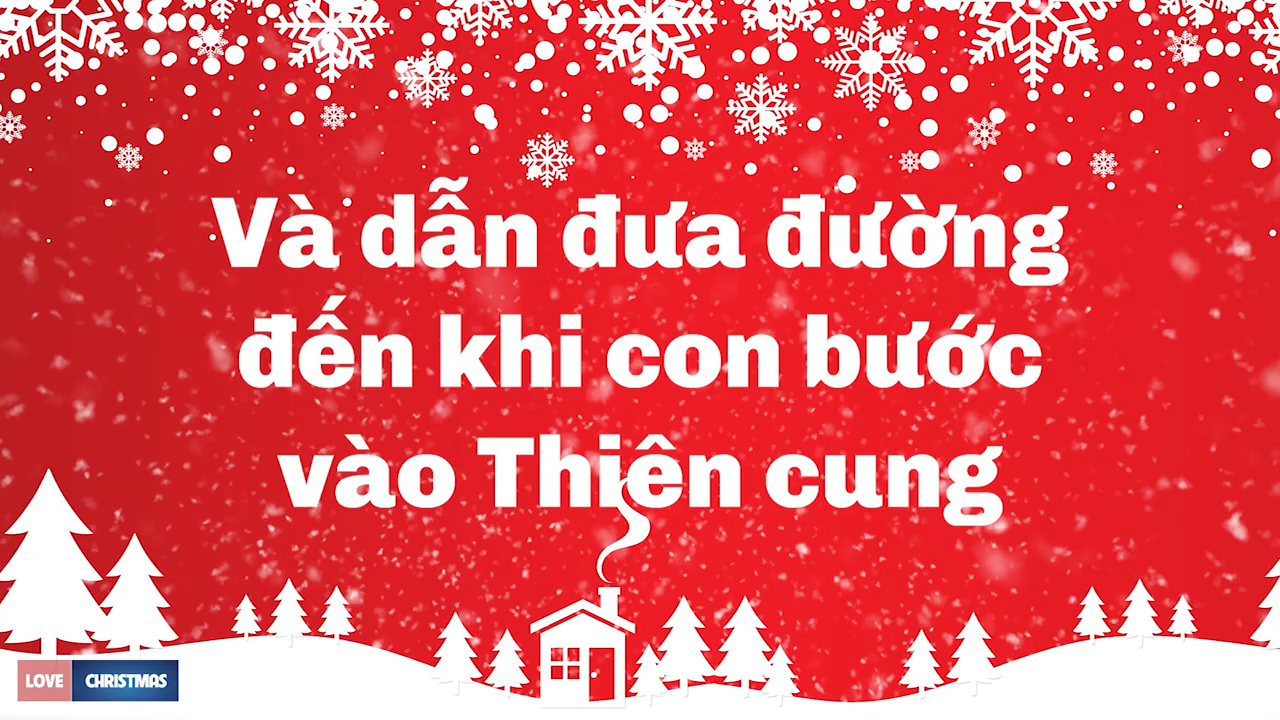 Và dẫn đưa đường
đến khi con bước
vào Thiên cung
LOVE CHRISTMAS